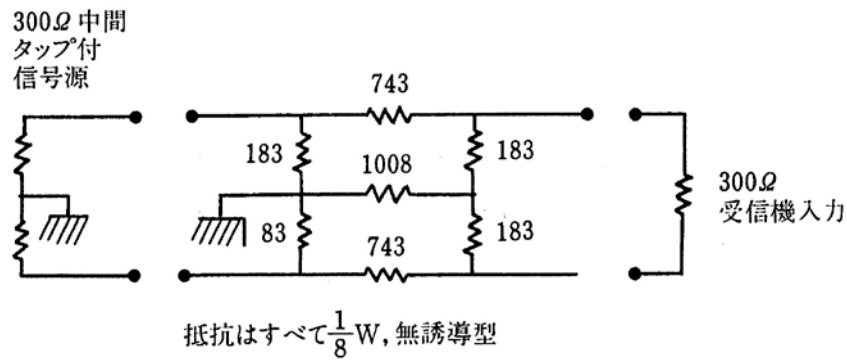 300Ω 中間
タップ付
信号源
743
183
1008
183
83
743
183
300Ω
受信機入力
抵抗はすべて1/8W, 無誘導型